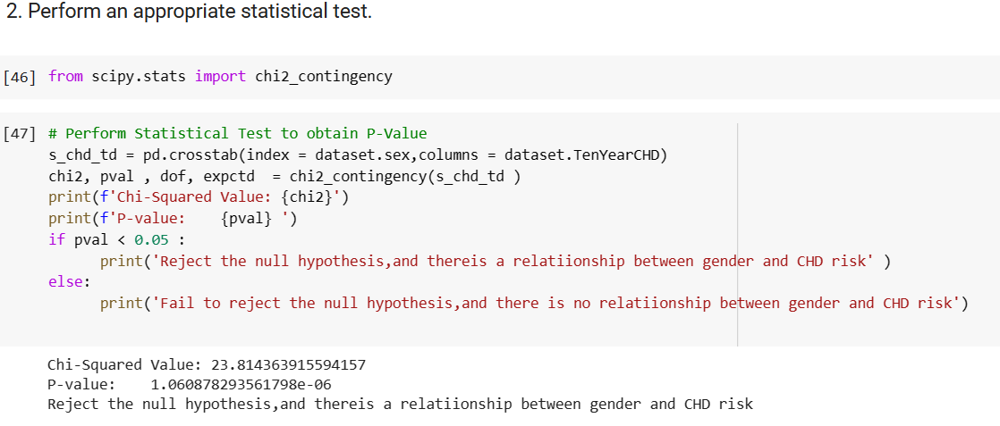 2. Perform an appropriate statistical test.
[46] from scipy.stats import chi2_contingency
[47] # Perform Statistical Test to obtain P-Value
s_chd_td = pd.crosstab(index = dataset.sex,columns = dataset.TenYearCHD)
chi2, pval , dof, expctd  = chi2_contingency(s_chd_td )
print(f'Chi-Squared Value: {chi2}')
print(f'P-value:    {pval} ')
if pval < 0.05 :
      print('Reject the null hypothesis,and thereis a relatiionship between gender and CHD risk' )
else:
      print('Fail to reject the null hypothesis,and there is no relatiionship between gender and CHD risk')
Chi-Squared Value: 23.814363915594157
P-value:    1.060878293561798e-06
Reject the null hypothesis,and thereis a relatiionship between gender and CHD risk